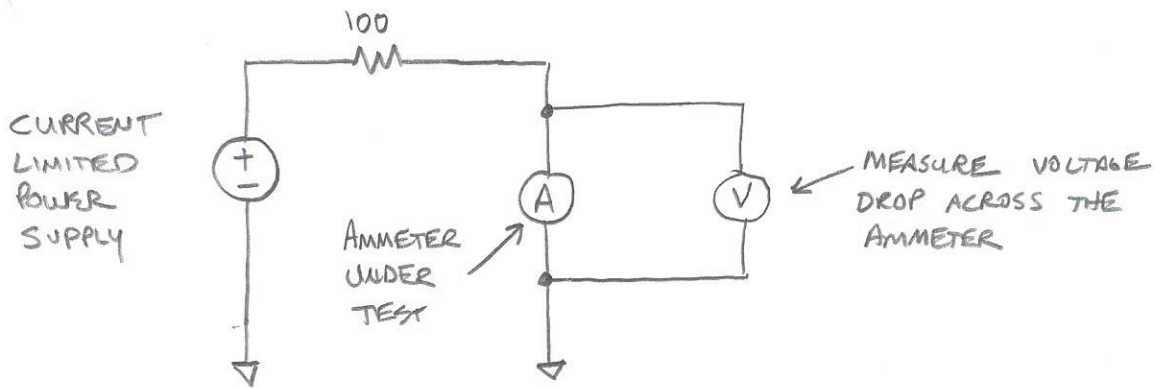 100
CURRENT
LIMITED
POWER
SUPPLY
+
-
A
V
AMMETER
UNDER
TEST
MEASURE VOLTAGE
DROP ACROSS THE
AMMETER